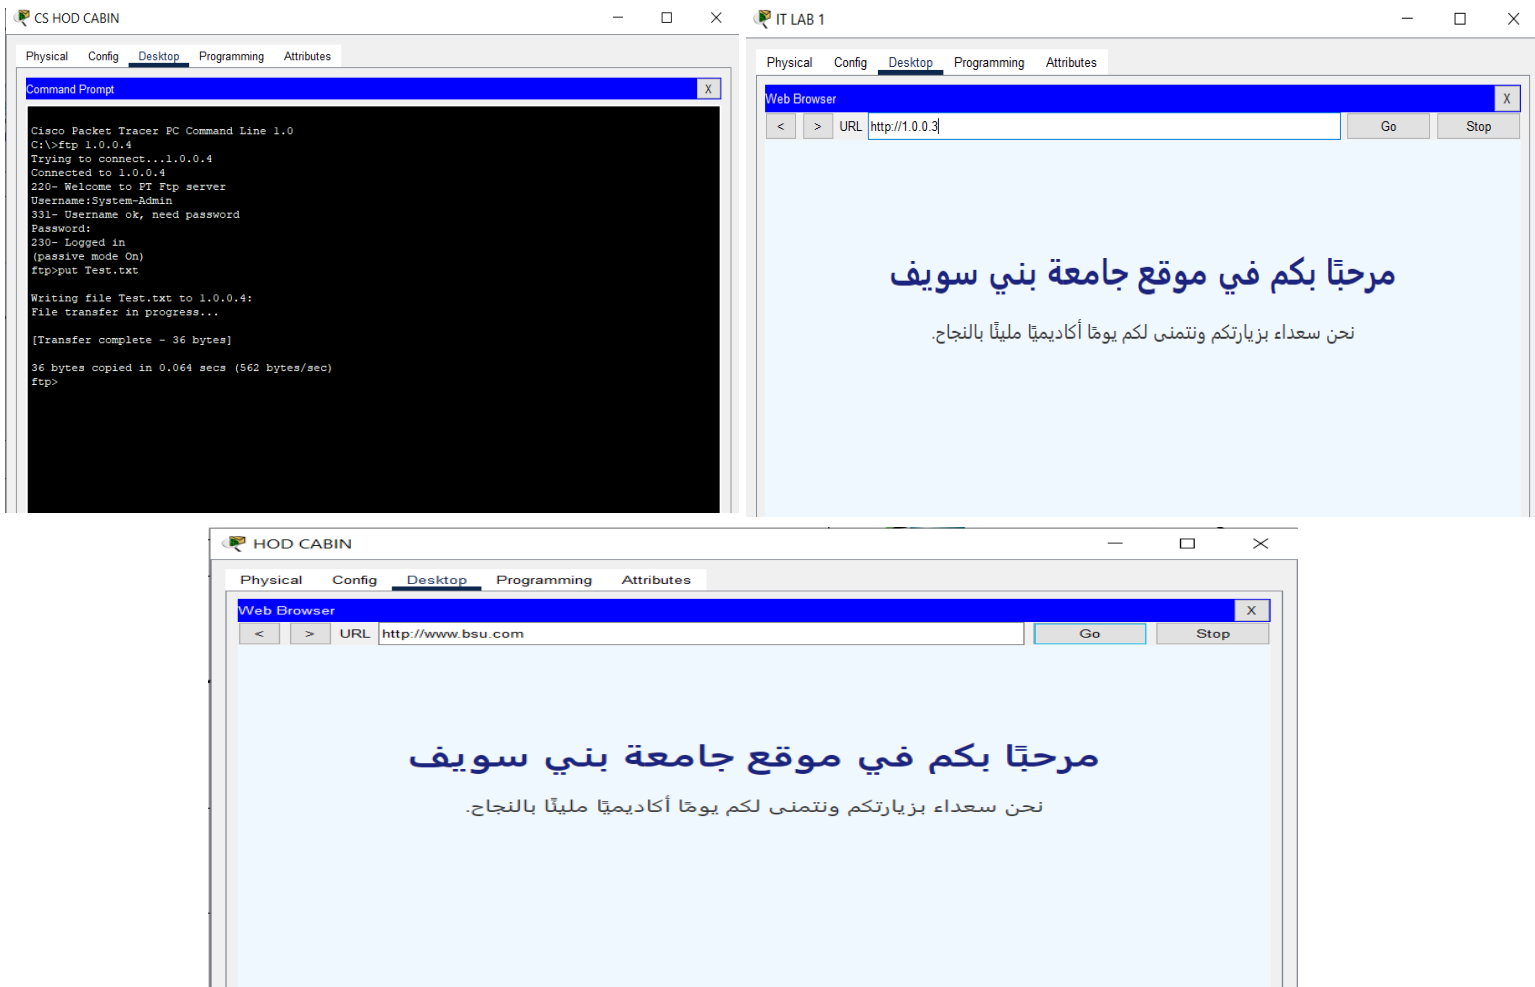 CS HOD CABIN
Physical Config Desktop Programming Attributes
Command Prompt X
Cisco Packet Tracer PC Command Line 1.0
C:\>ftp 1.0.0.4
Trying to connect...1.0.0.4
Connected to 1.0.0.4
220- Welcome to PT Ftp server
Username:System-Admin
331- Username ok, need password
Password:
230- Logged in
(passive mode On)
ftp>put Test.txt
Writing file Test.txt to 1.0.0.4:
File transfer in progress...
[Transfer complete - 36 bytes]
36 bytes copied in 0.064 secs (562 bytes/sec)
ftp>
IT LAB 1
Physical Config Desktop Programming Attributes
Web Browser X
< > URL http://1.0.0.3 Go Stop
مرحبًا بكم في موقع جامعة بني سويف
نحن سعداء بزيارتكم ونتمنى لكم يومًا أكاديميًا مليئًا بالنجاح.
HOD CABIN
Physical Config Desktop Programming Attributes
Web Browser X
< > URL http://www.bsu.com Go Stop
مرحبًا بكم في موقع جامعة بني سويف
نحن سعداء بزيارتكم ونتمنى لكم يومًا أكاديميًا مليئًا بالنجاح.